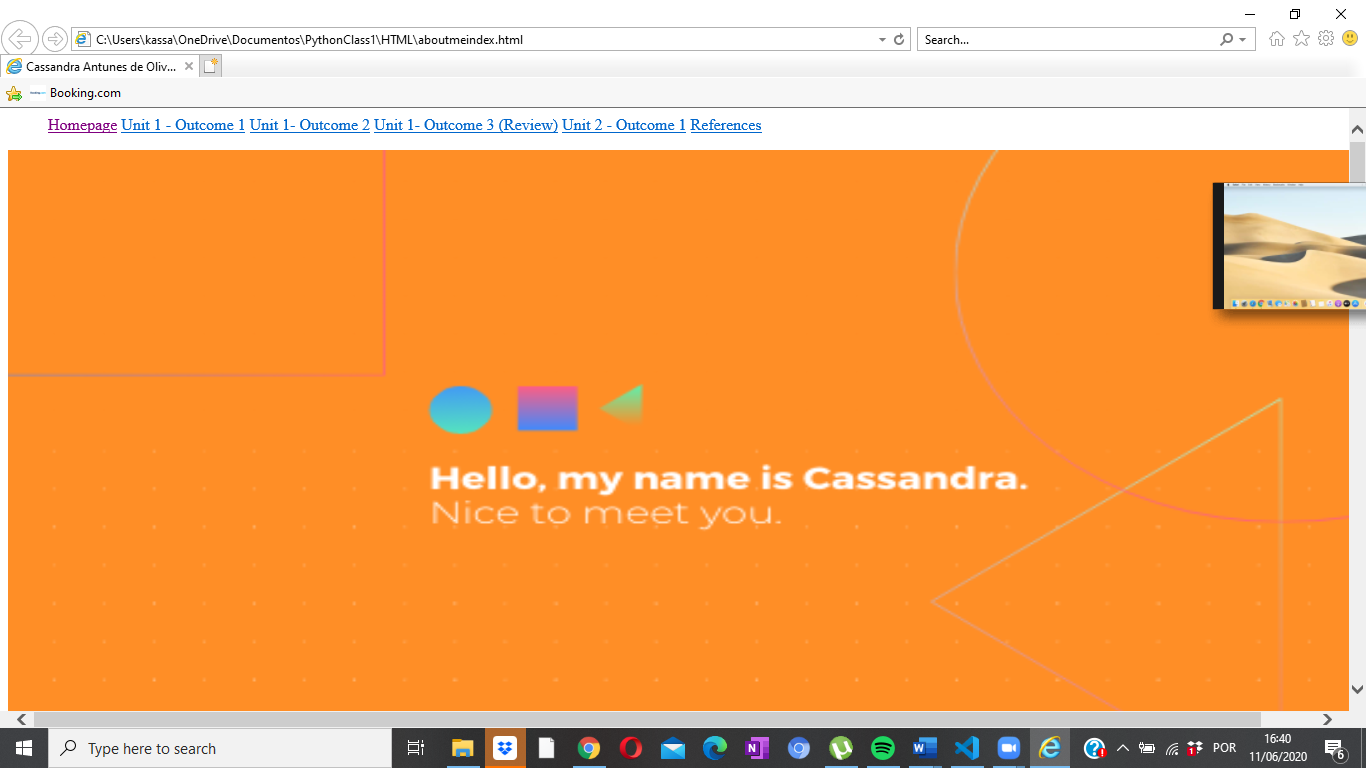 C:\Users\kassa\OneDrive\Documentos\PythonClass1\HTML\aboutmeindex.html
Search...
Cassandra Antunes de Oliv...
Booking.com
Homepage Unit 1 - Outcome 1 Unit 1- Outcome 2 Unit 1- Outcome 3 (Review) Unit 2 - Outcome 1 References
Hello, my name is Cassandra.
Nice to meet you.
Type here to search
POR
16:40
11/06/2020
6